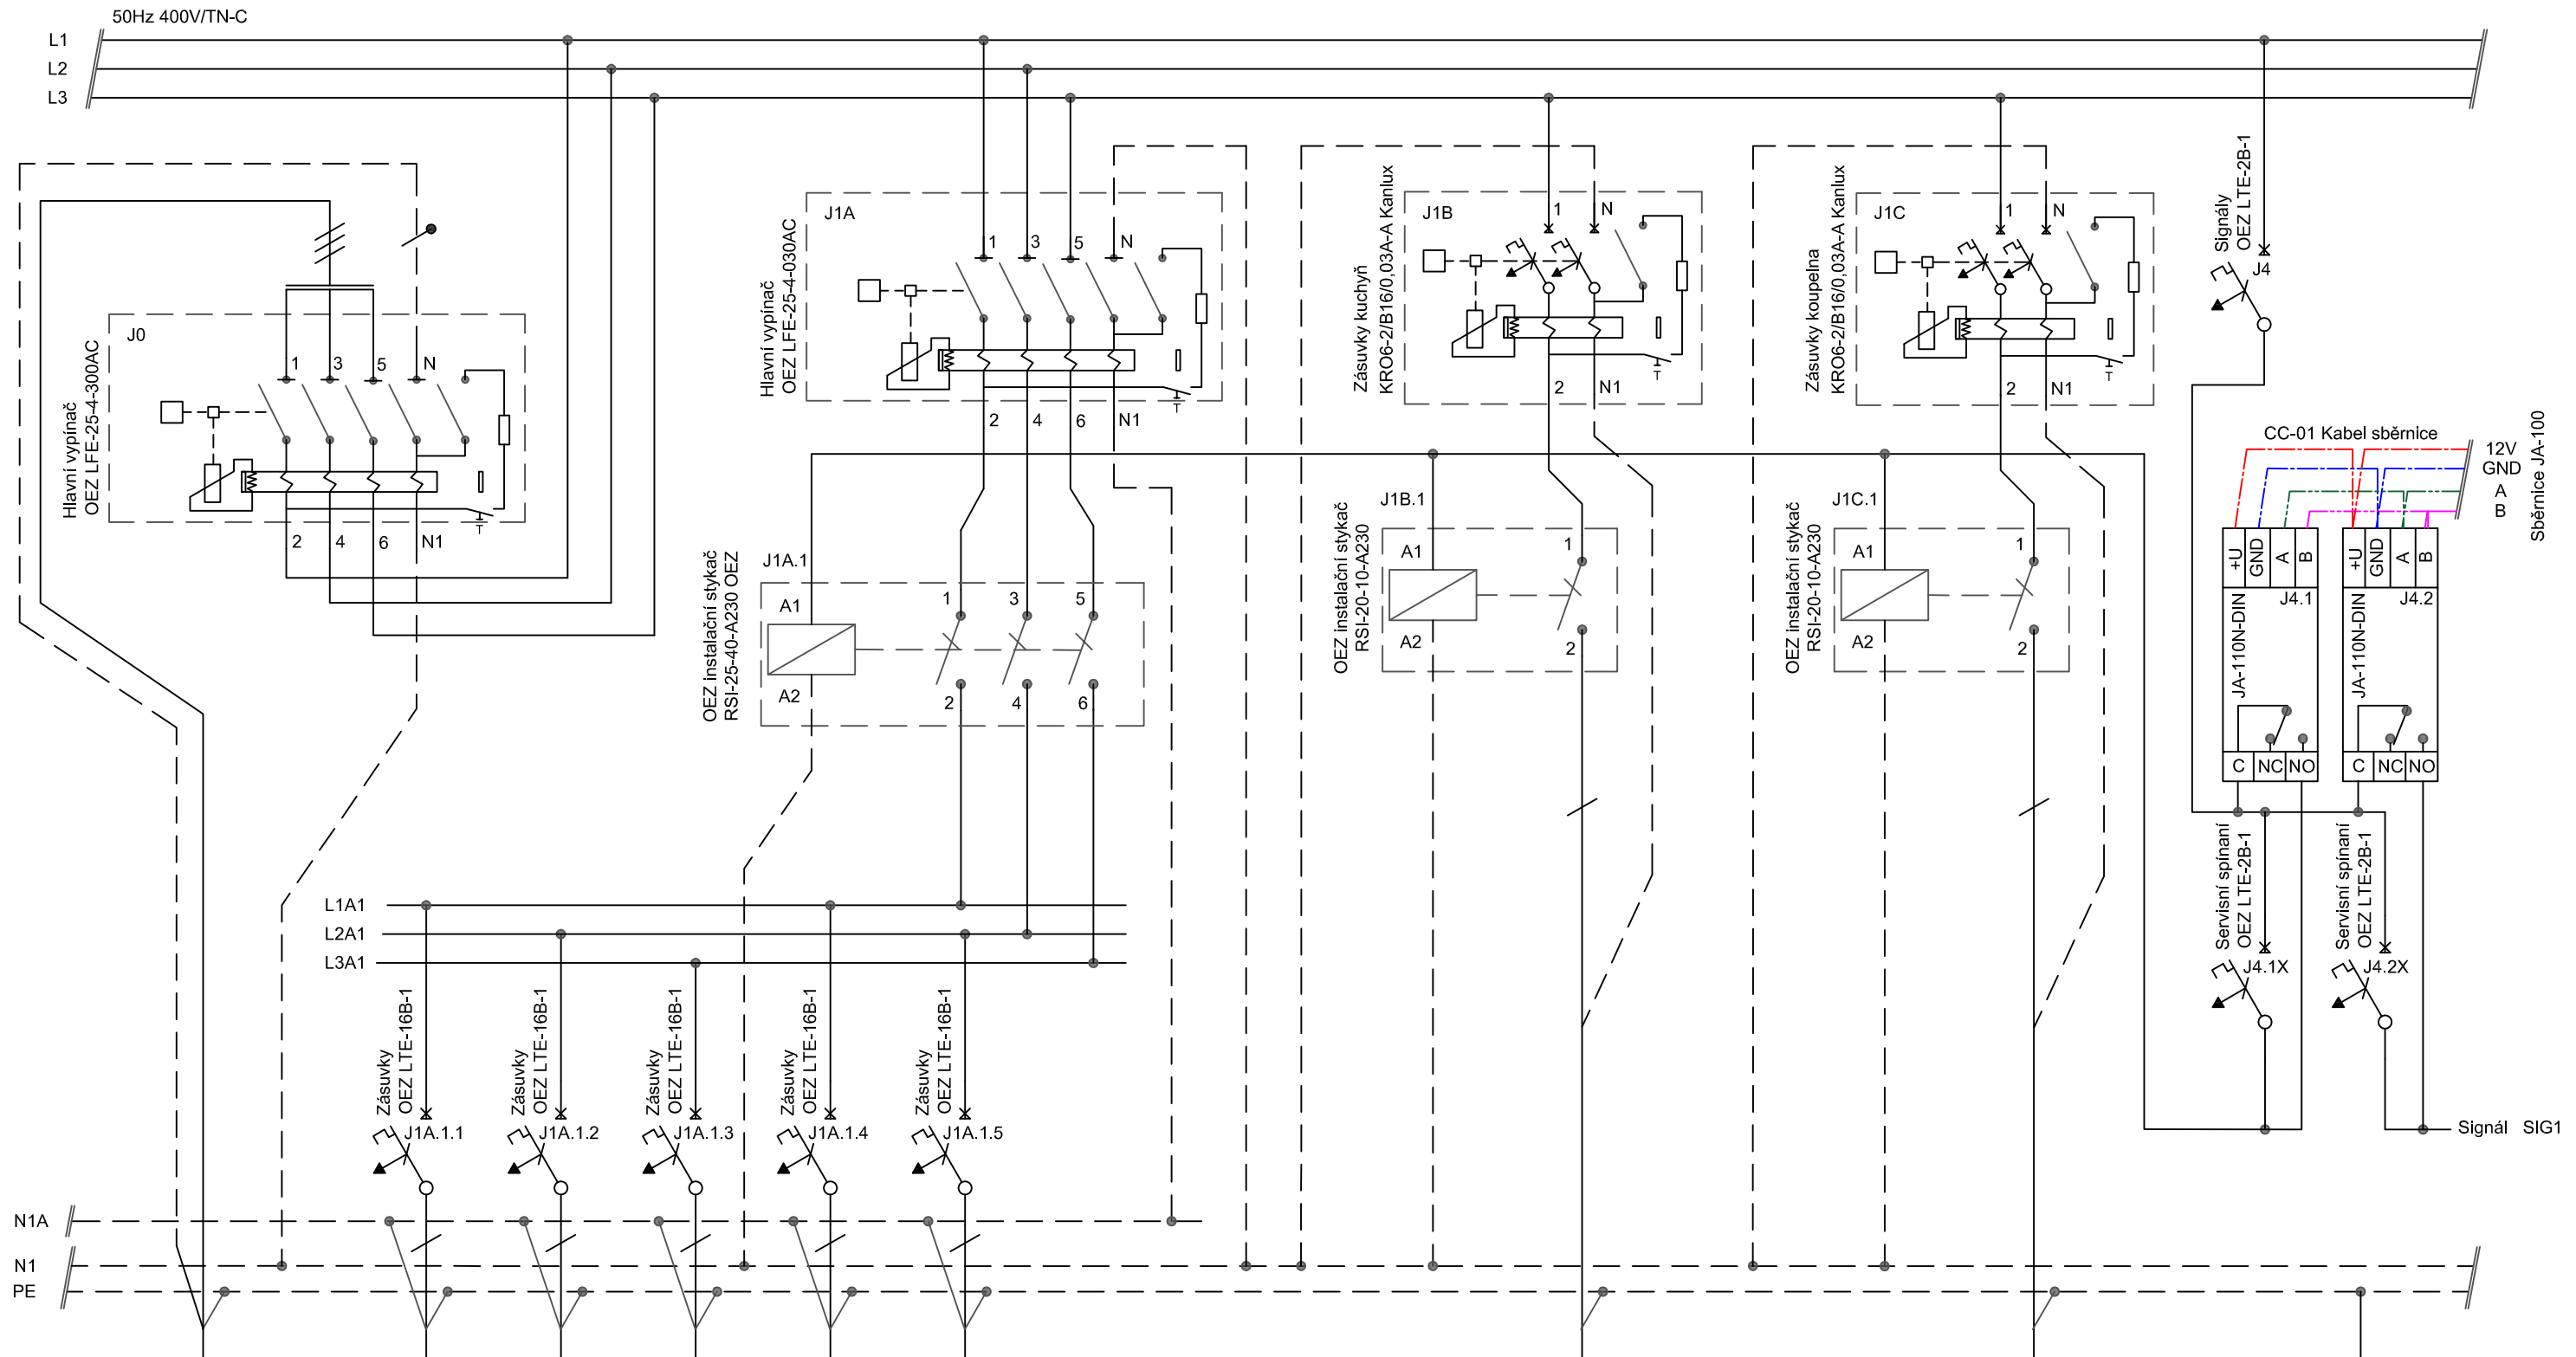 50Hz 400V/TN-C
L1
L2
L3
J0
Hlavní vypínač
OEZ LFE-25-4-300AC
1 3 5 N
2 4 6 N1
J1A
Hlavní vypínač
OEZ LFE-25-4-030AC
1 3 5 N
2 4 6 N1
J1B
Zásuvky kuchyň
KRO6-2/B16/0,03A-A Kanlux
1 N
2 N1
J1C
Zásuvky koupelna
KRO6-2/B16/0,03A-A Kanlux
1 N
2 N1
Signály
OEZ LTE-2B-1
J4
CC-01 Kabel sběrnice
12V
GND
A
B
Sběrnice JA-100
J1A.1
OEZ instalační stykač
RSI-25-40-A230 OEZ
A1
A2
1 3 5
2 4 6
J1B.1
OEZ instalační stykač
RSI-20-10-A230
A1
A2
1
2
J1C.1
OEZ instalační stykač
RSI-20-10-A230
A1
A2
1
2
+U GND A B
J4.1
JA-110N-DIN
C NC NO
+U GND A B
J4.2
JA-110N-DIN
C NC NO
Servisní spínaní
OEZ LTE-2B-1
J4.1X
Servisní spínaní
OEZ LTE-2B-1
J4.2X
Signál SIG1
L1A1
L2A1
L3A1
Zásuvky
OEZ LTE-16B-1
J1A.1.1
Zásuvky
OEZ LTE-16B-1
J1A.1.2
Zásuvky
OEZ LTE-16B-1
J1A.1.3
Zásuvky
OEZ LTE-16B-1
J1A.1.4
Zásuvky
OEZ LTE-16B-1
J1A.1.5
N1A
N1
PE